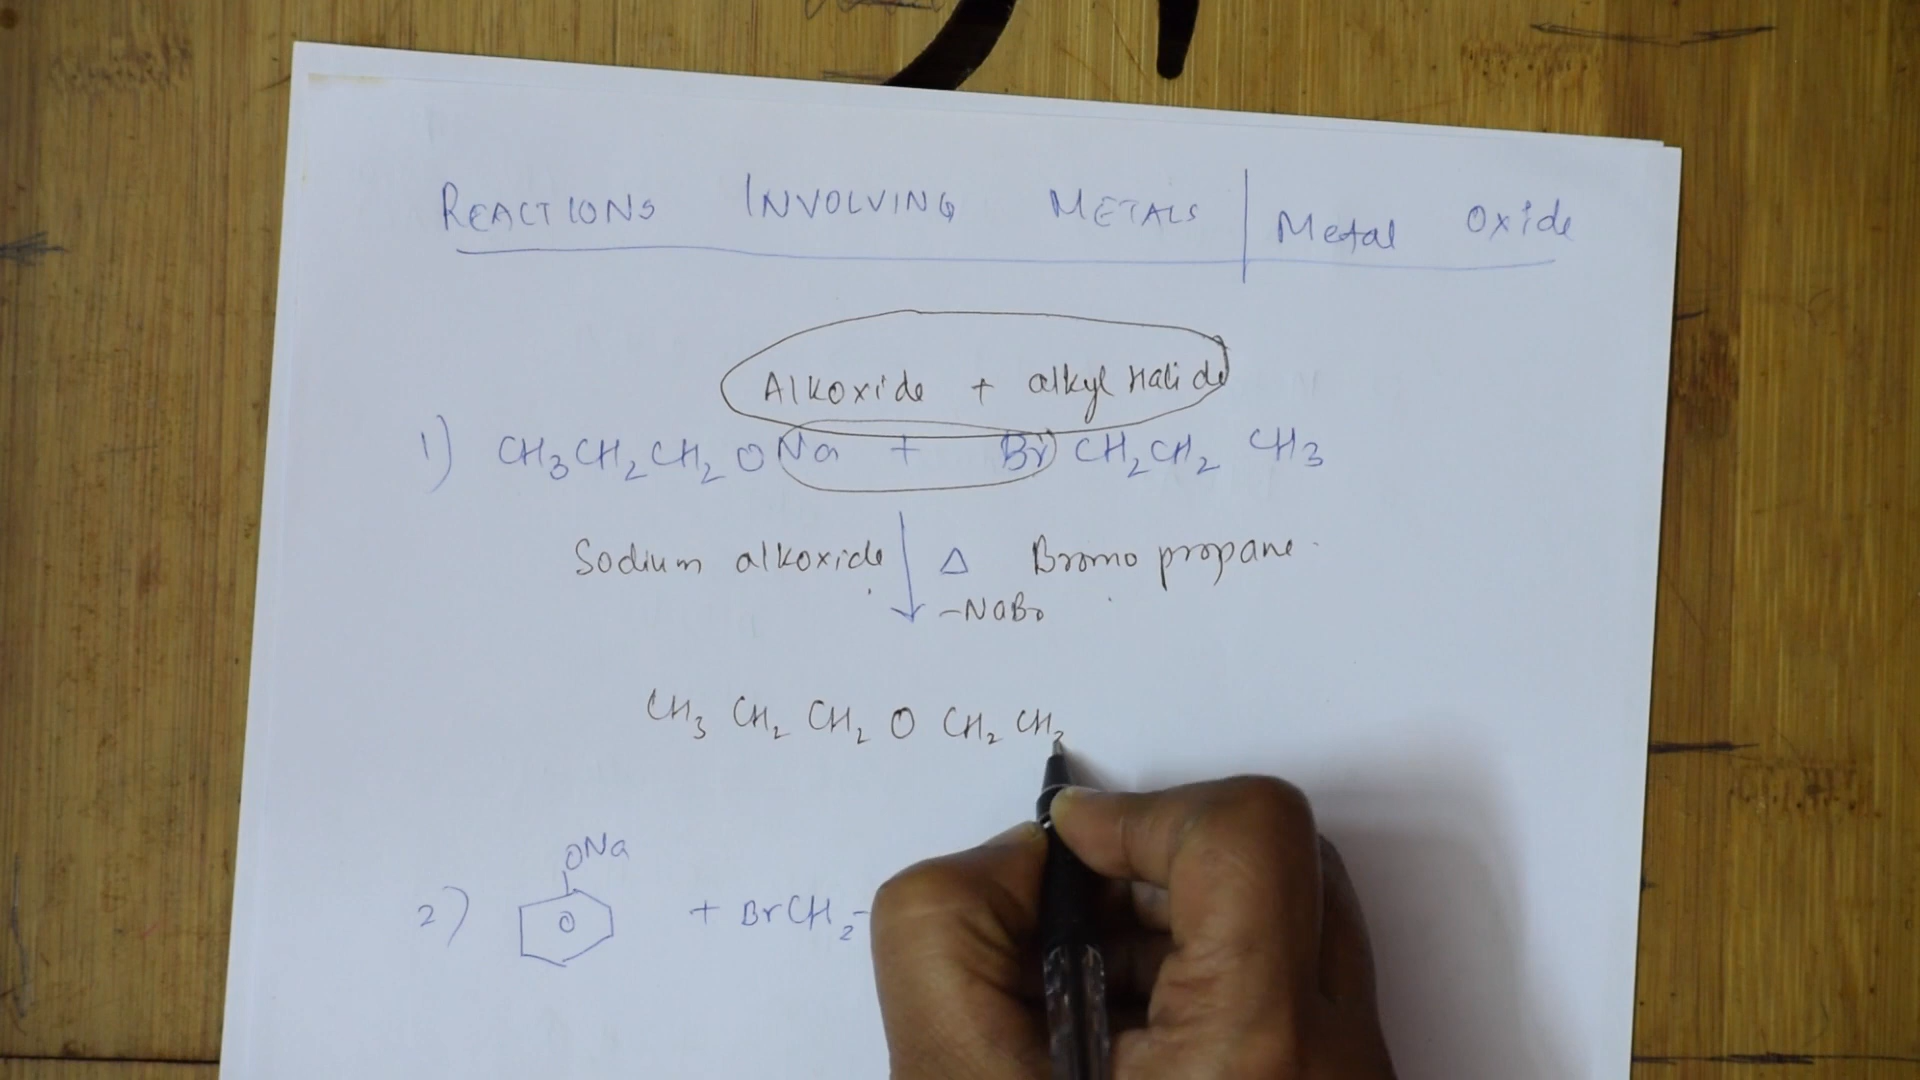 REACTIONS INVOLVING METALS | Metal Oxide
Alkoxide + alkyl Halide
1) CH3CH2CH2ONa + BrCH2CH2CH3
Sodium alkoxide Δ Bromo propane.
-NaBr
CH3 CH2 CH2 O CH2 CH2
ONa
2) + BrCH2-